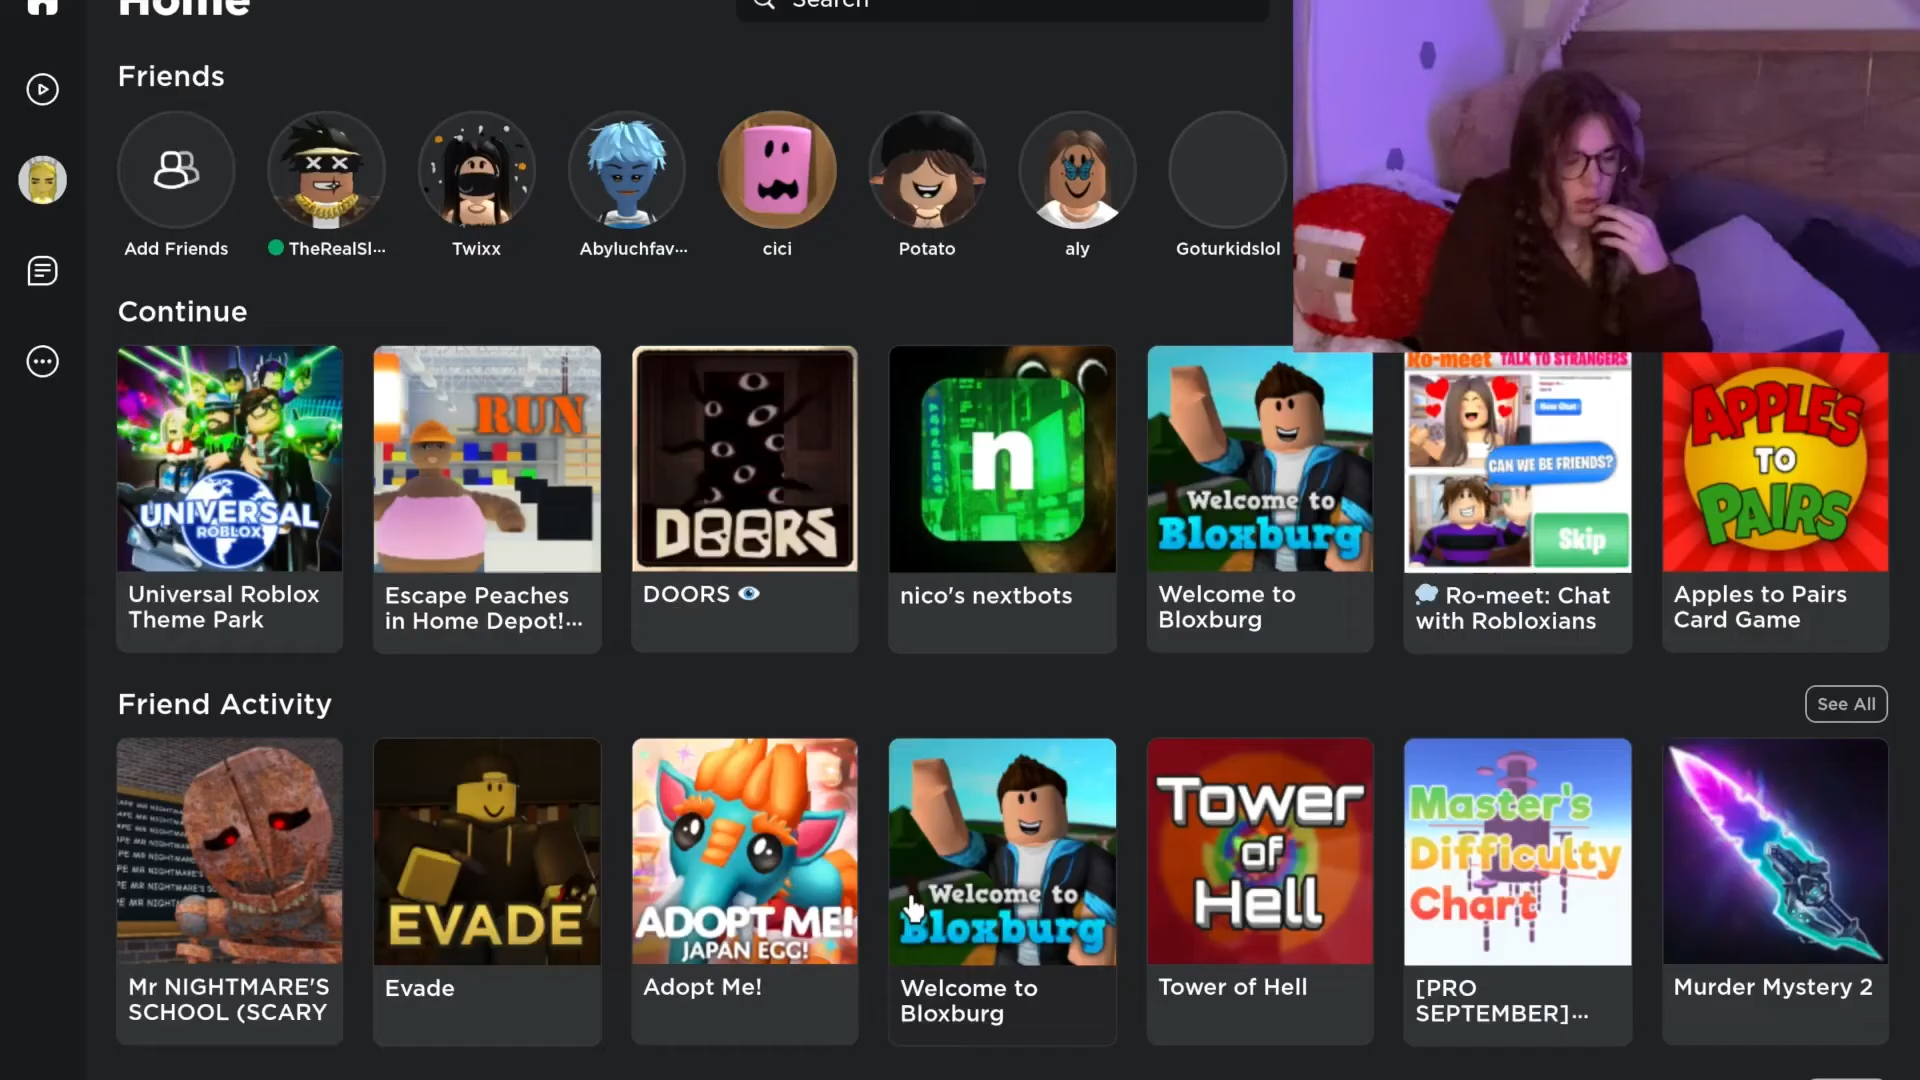 Home
Search
Friends
Add Friends
TheRealSl...
Twixx
Abyluchfav...
cici
Potato
aly
Goturkidslol
Continue
UNIVERSAL
ROBLOX
RUN
DOORS
n
Welcome to
Bloxburg
Ro-meet TALK TO STRANGERS
New Chat
CAN WE BE FRIENDS?
Skip
APPLES
TO
PAIRS
Universal Roblox
Theme Park
Escape Peaches
in Home Depot!...
DOORS
nico's nextbots
Welcome to
Bloxburg
Ro-meet: Chat
with Robloxians
Apples to Pairs
Card Game
Friend Activity
See All
EVADE
ADOPT ME!
JAPAN EGG!
Welcome to
Bloxburg
Tower
of
Hell
Master's
Difficulty
Chart
Mr NIGHTMARE'S
SCHOOL (SCARY
Evade
Adopt Me!
Welcome to
Bloxburg
Tower of Hell
[PRO
SEPTEMBER]...
Murder Mystery 2